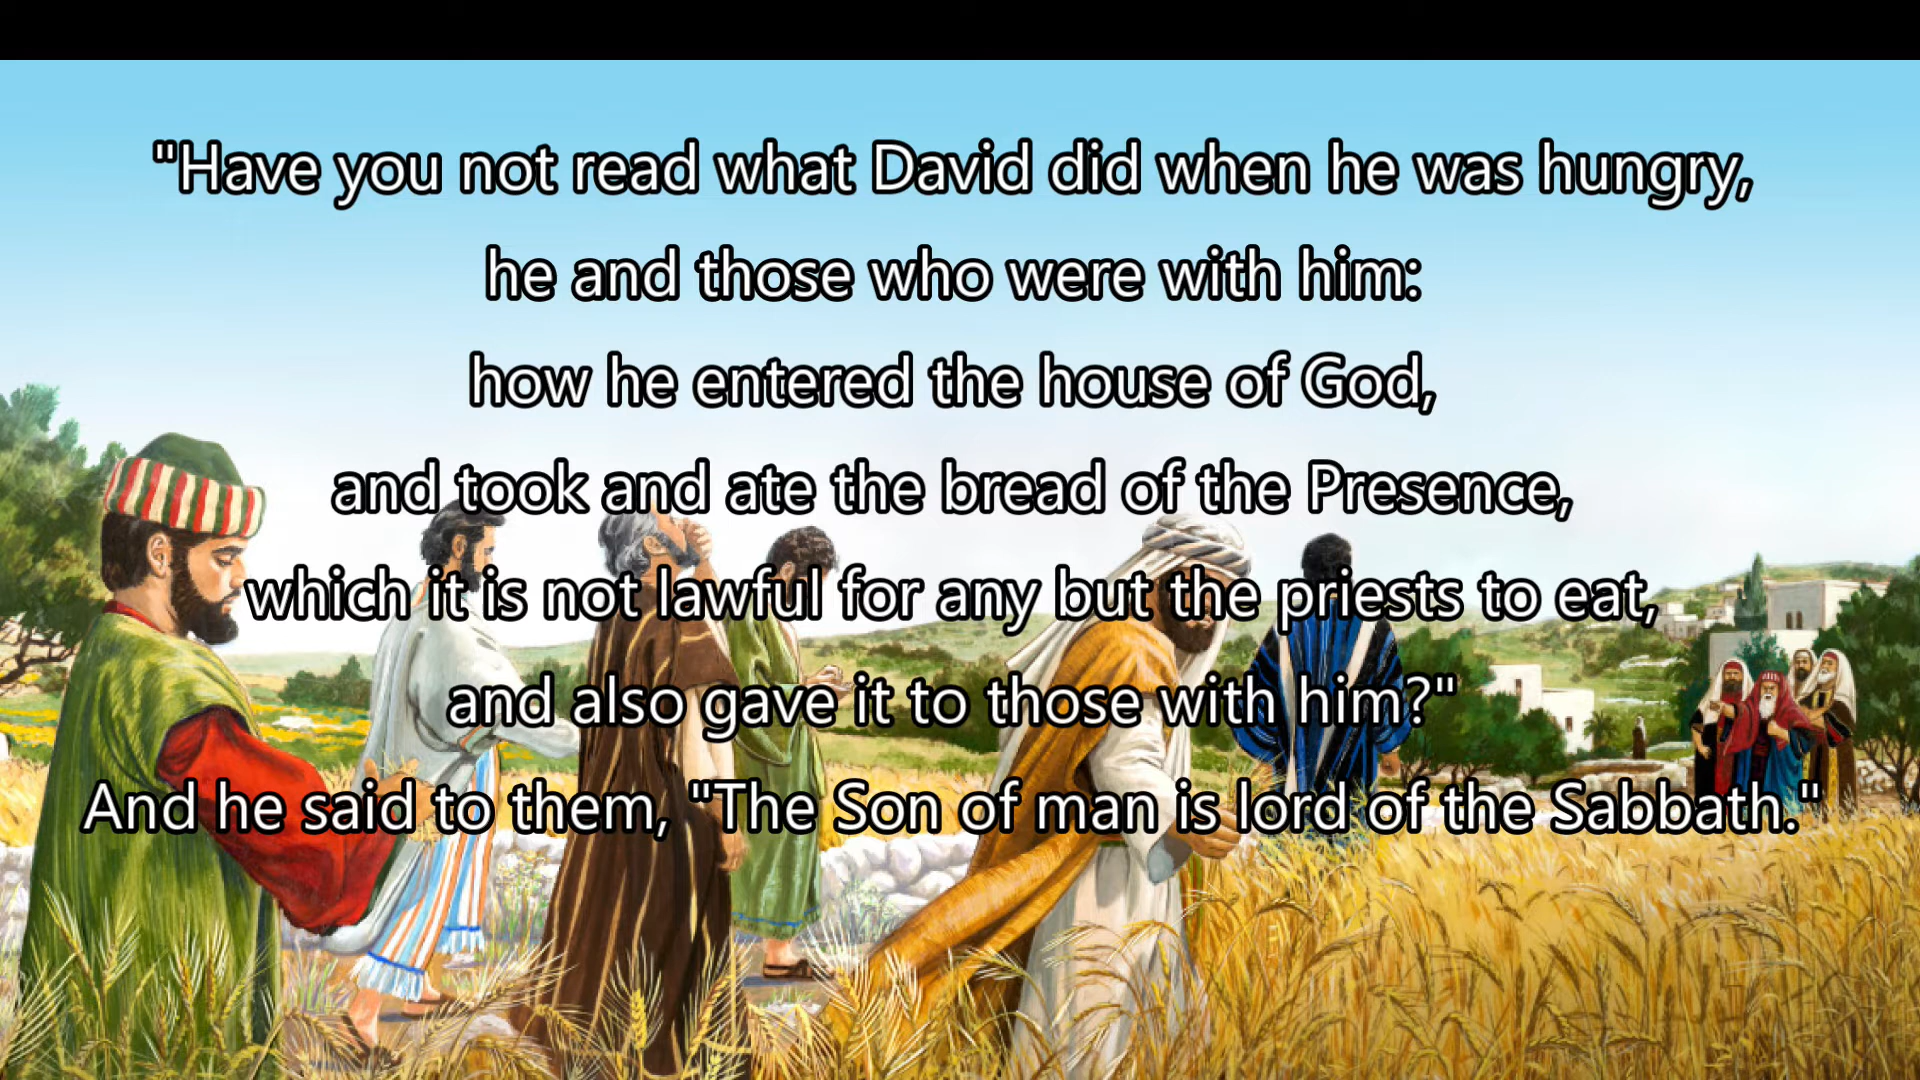 "Have you not read what David did when he was hungry,
he and those who were with him:
how he entered the house of God,
and took and ate the bread of the Presence,
which it is not lawful for any but the priests to eat,
and also gave it to those with him?"
And he said to them, "The Son of man is lord of the Sabbath."